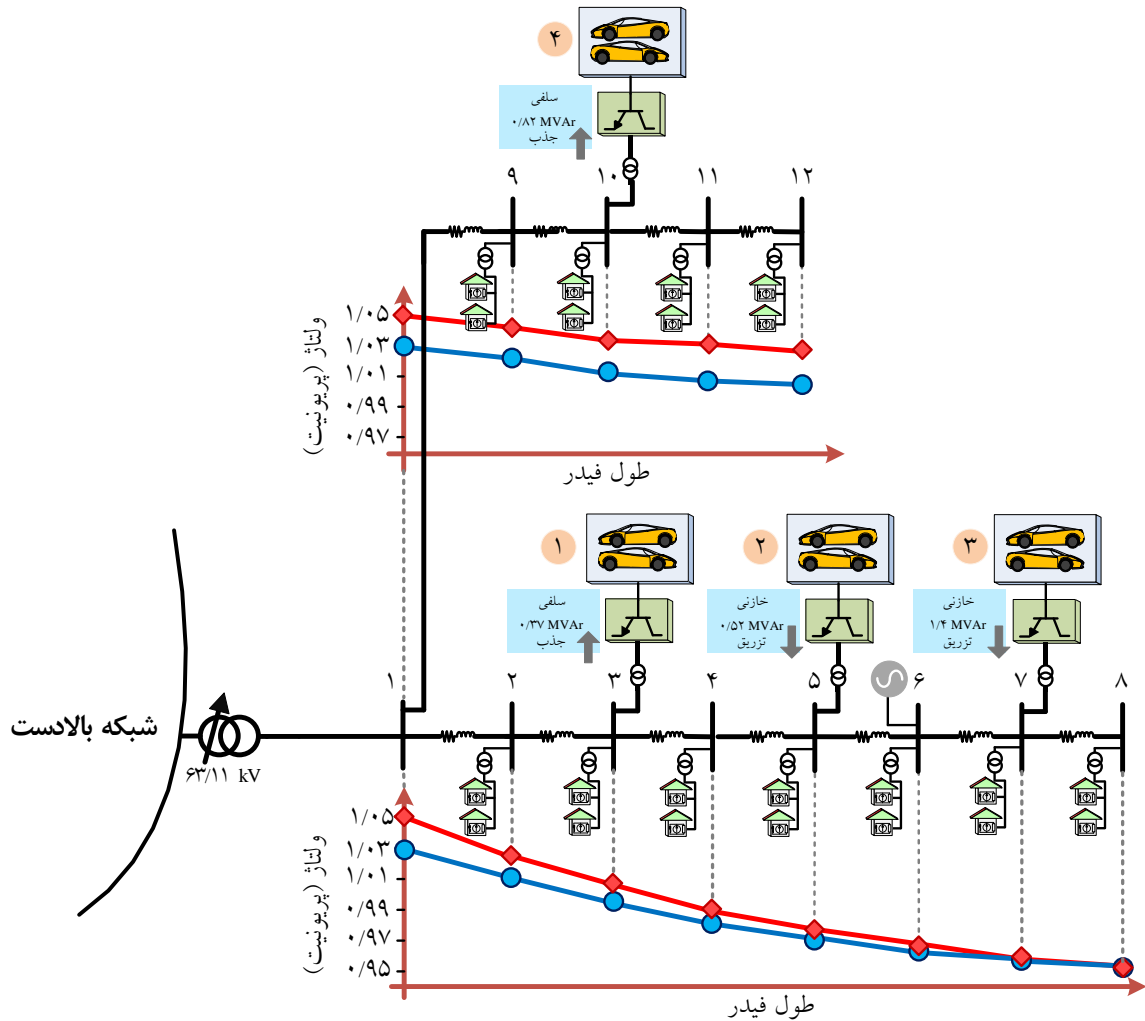 ۴
سلفی
۰/۸۲ MVAr
جذب
۹
۱۰
۱۱
۱۲
ولتاژ (پریونیت)
۱/۰۵
۱/۰۳
۱/۰۱
۰/۹۹
۰/۹۷
طول فیدر
۱
سلفی
۰/۳۷ MVAr
جذب
۲
خازنی
۰/۵۲ MVAr
تزریق
۳
خازنی
۱/۴ MVAr
تزریق
شبکه بالادست
۶۳/۱۱ kV
۱
۲
۳
۴
۵
۶
۷
۸
ولتاژ (پریونیت)
۱/۰۵
۱/۰۳
۱/۰۱
۰/۹۹
۰/۹۷
۰/۹۵
طول فیدر